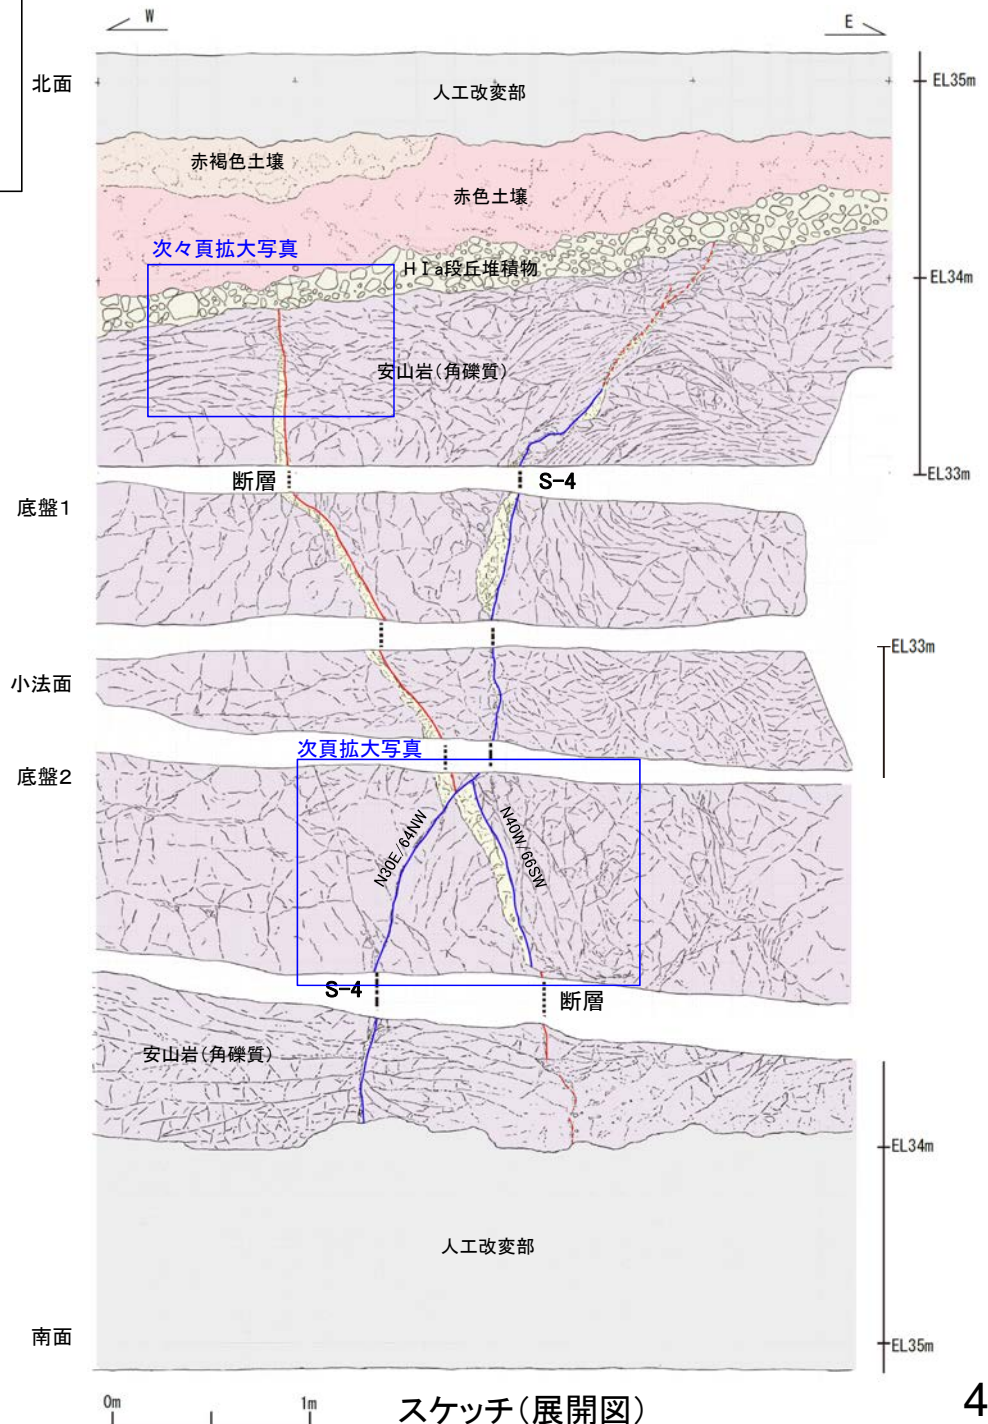 W
E
北面
EL35m
人工改変部
赤褐色土壌
赤色土壌
次々頁拡大写真
HⅠa段丘堆積物
EL34m
安山岩(角礫質)
EL33m
断層
S-4
底盤1
EL33m
小法面
次頁拡大写真
底盤2
N30E/64NW
N40W/66SW
S-4
断層
安山岩(角礫質)
EL34m
人工改変部
南面
EL35m
0m
1m
スケッチ(展開図)
4